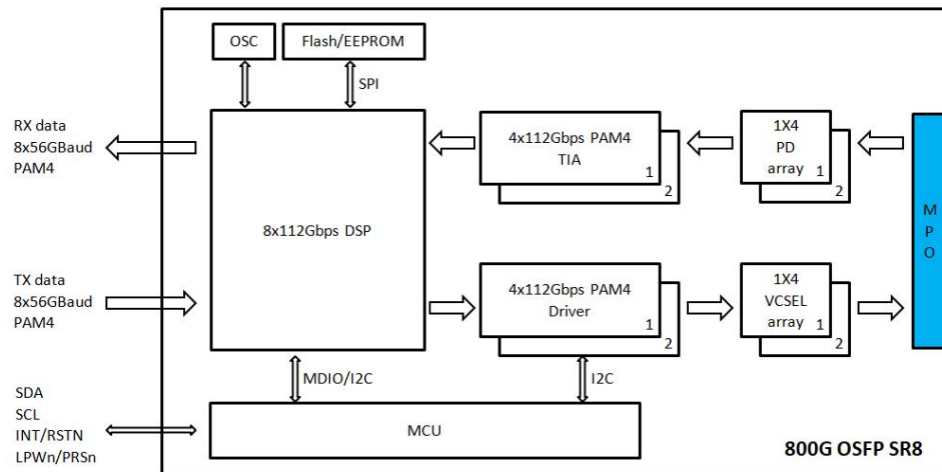 OSC
Flash/EEPROM
SPI
RX data
8x56GBaud
PAM4
8x112Gbps DSP
4x112Gbps PAM4
TIA
1
2
1X4
PD
array
1
2
M
P
O
TX data
8x56GBaud
PAM4
4x112Gbps PAM4
Driver
1
2
1X4
VCSEL
array
1
2
MDIO/I2C
I2C
SDA
SCL
INT/RSTN
LPWn/PRSn
MCU
800G OSFP SR8